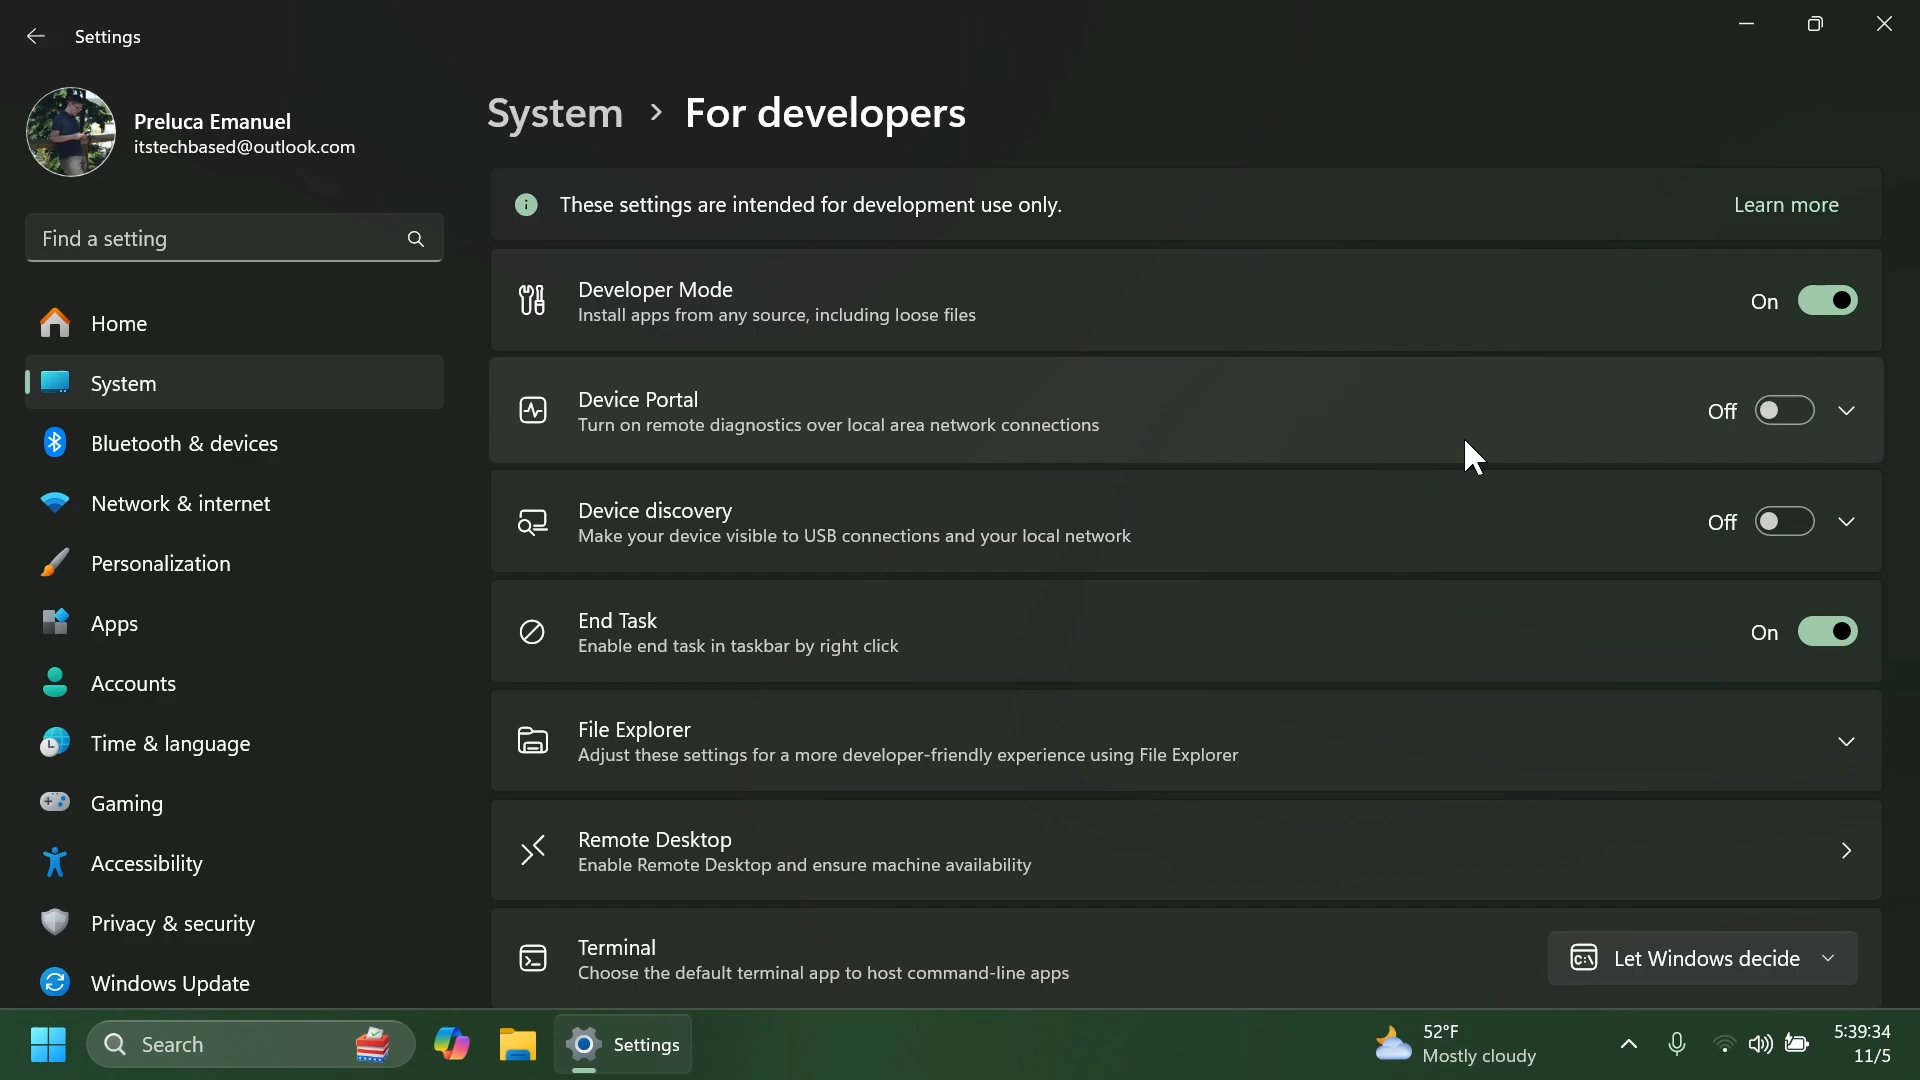 Settings
Preluca Emanuel
itstechbased@outlook.com
Find a setting
Home
System
Bluetooth & devices
Network & internet
Personalization
Apps
Accounts
Time & language
Gaming
Accessibility
Privacy & security
Windows Update
System > For developers
These settings are intended for development use only.
Learn more
Developer Mode
Install apps from any source, including loose files
On
Device Portal
Turn on remote diagnostics over local area network connections
Off
Device discovery
Make your device visible to USB connections and your local network
Off
End Task
Enable end task in taskbar by right click
On
File Explorer
Adjust these settings for a more developer-friendly experience using File Explorer
Remote Desktop
Enable Remote Desktop and ensure machine availability
Terminal
Choose the default terminal app to host command-line apps
C:\ Let Windows decide
Search
Settings
52°F
Mostly cloudy
5:39:34
11/5